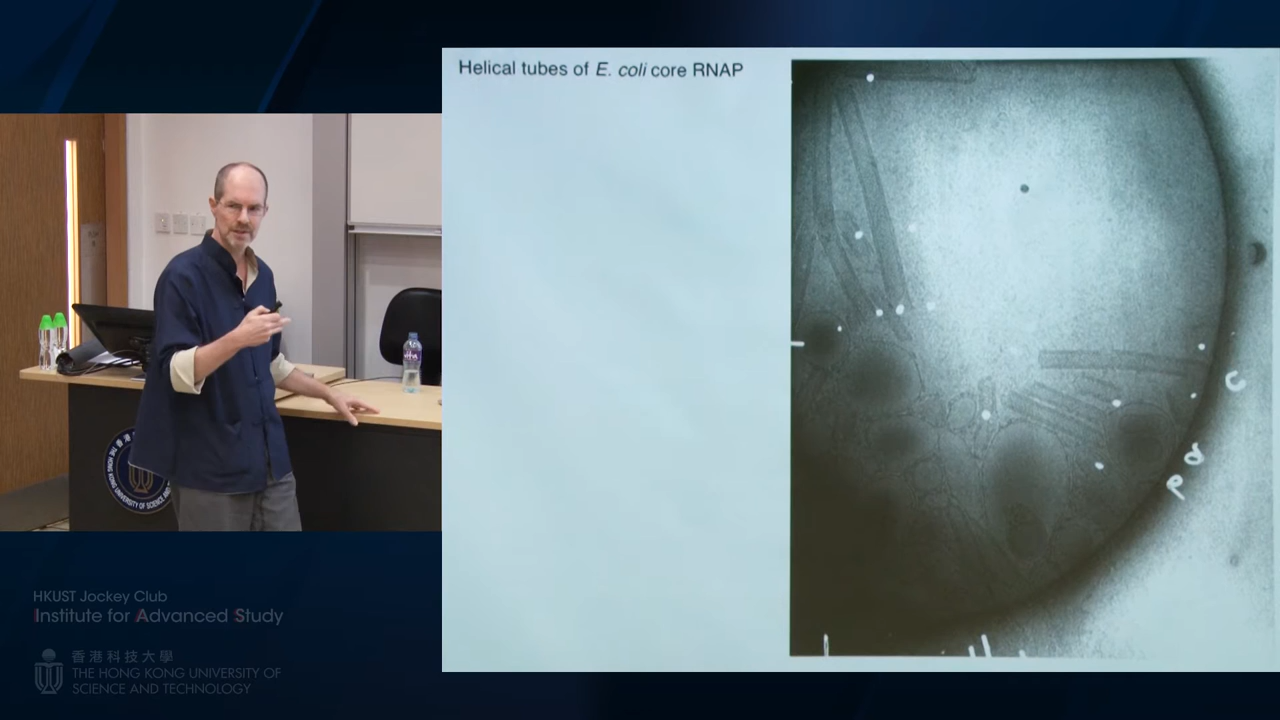 Helical tubes of E. coli core RNAP
HKUST Jockey Club
Institute for Advanced Study
香港科技大學
THE HONG KONG UNIVERSITY OF
SCIENCE AND TECHNOLOGY